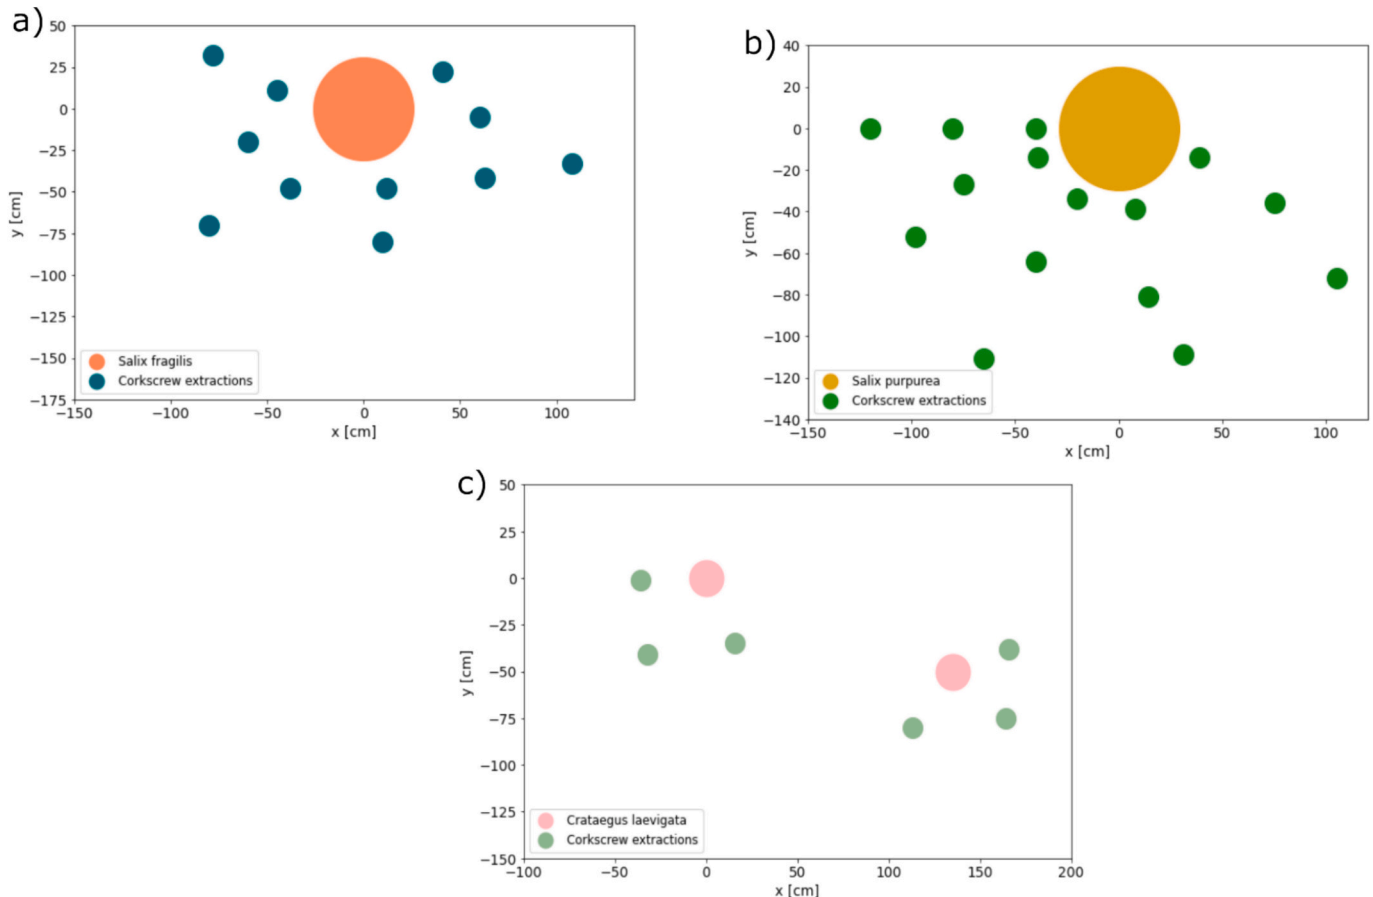 a)
50
25
0
−25
−50
−75
−100
−125
−150
−175
y [cm]
Salix fragilis
Corkscrew extractions
−150 −100 −50 0 50 100
x [cm]
b)
40
20
0
−20
−40
−60
−80
−100
−120
−140
y [cm]
Salix purpurea
Corkscrew extractions
−150 −100 −50 0 50 100
x [cm]
c)
50
25
0
−25
−50
−75
−100
−125
−150
y [cm]
Crataegus laevigata
Corkscrew extractions
−100 −50 0 50 100 150 200
x [cm]